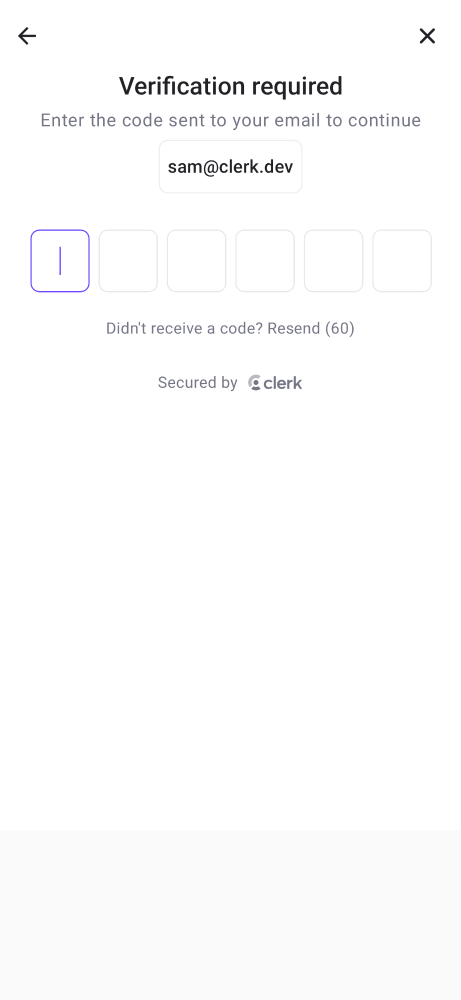 Verification required
Enter the code sent to your email to continue
sam@clerk.dev
Didn't receive a code? Resend (60)
Secured by clerk